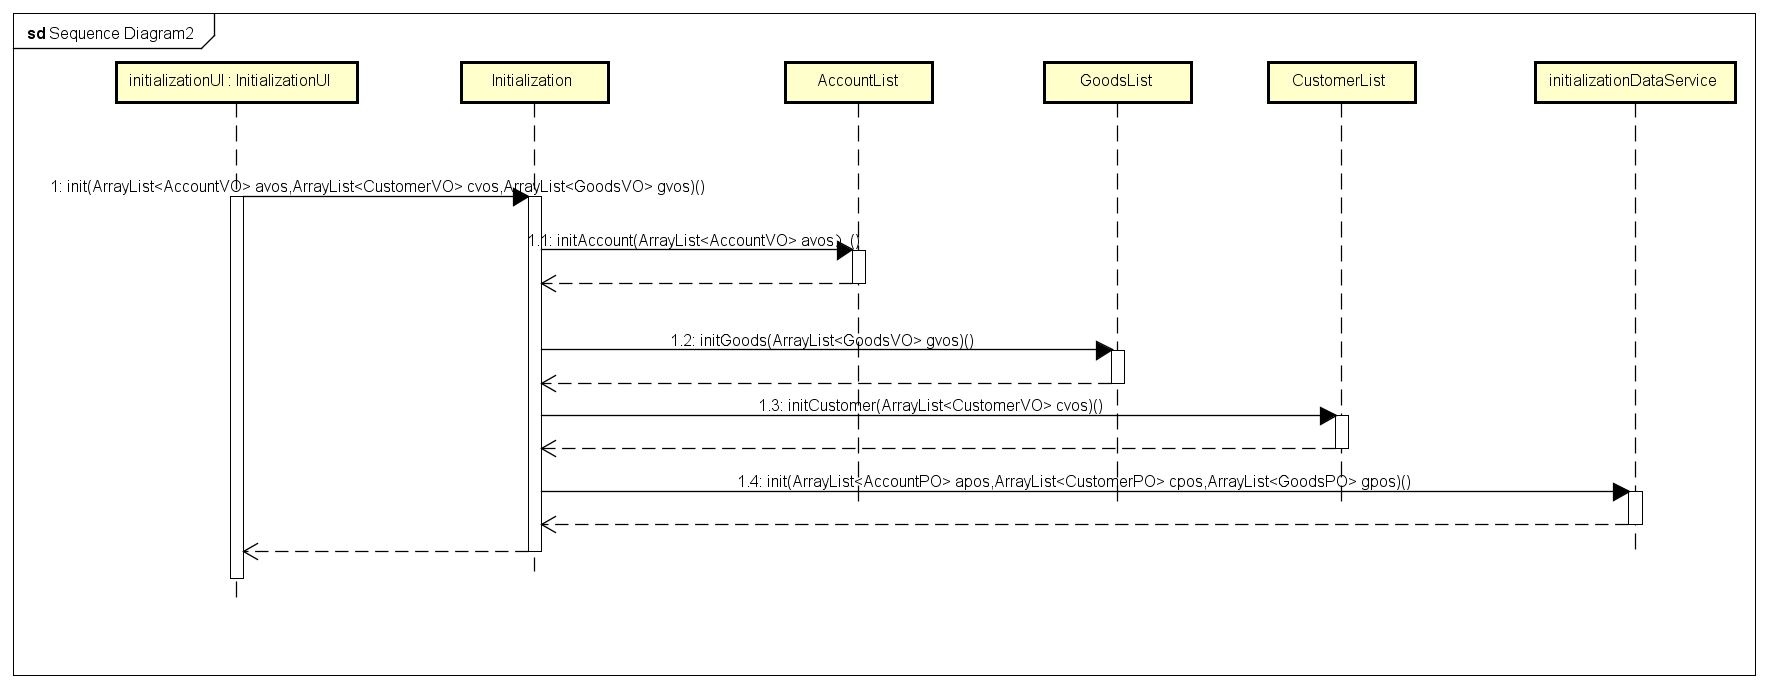 sd Sequence Diagram2
initializationUI : InitializationUI
Initialization
AccountList
GoodsList
CustomerList
initializationDataService
1: init(ArrayList<AccountVO> avos,ArrayList<CustomerVO> cvos,ArrayList<GoodsVO> gvos)()
1.1: initAccount(ArrayList<AccountVO> avos）()
1.2: initGoods(ArrayList<GoodsVO> gvos)()
1.3: initCustomer(ArrayList<CustomerVO> cvos)()
1.4: init(ArrayList<AccountPO> apos,ArrayList<CustomerPO> cpos,ArrayList<GoodsPO> gpos)()